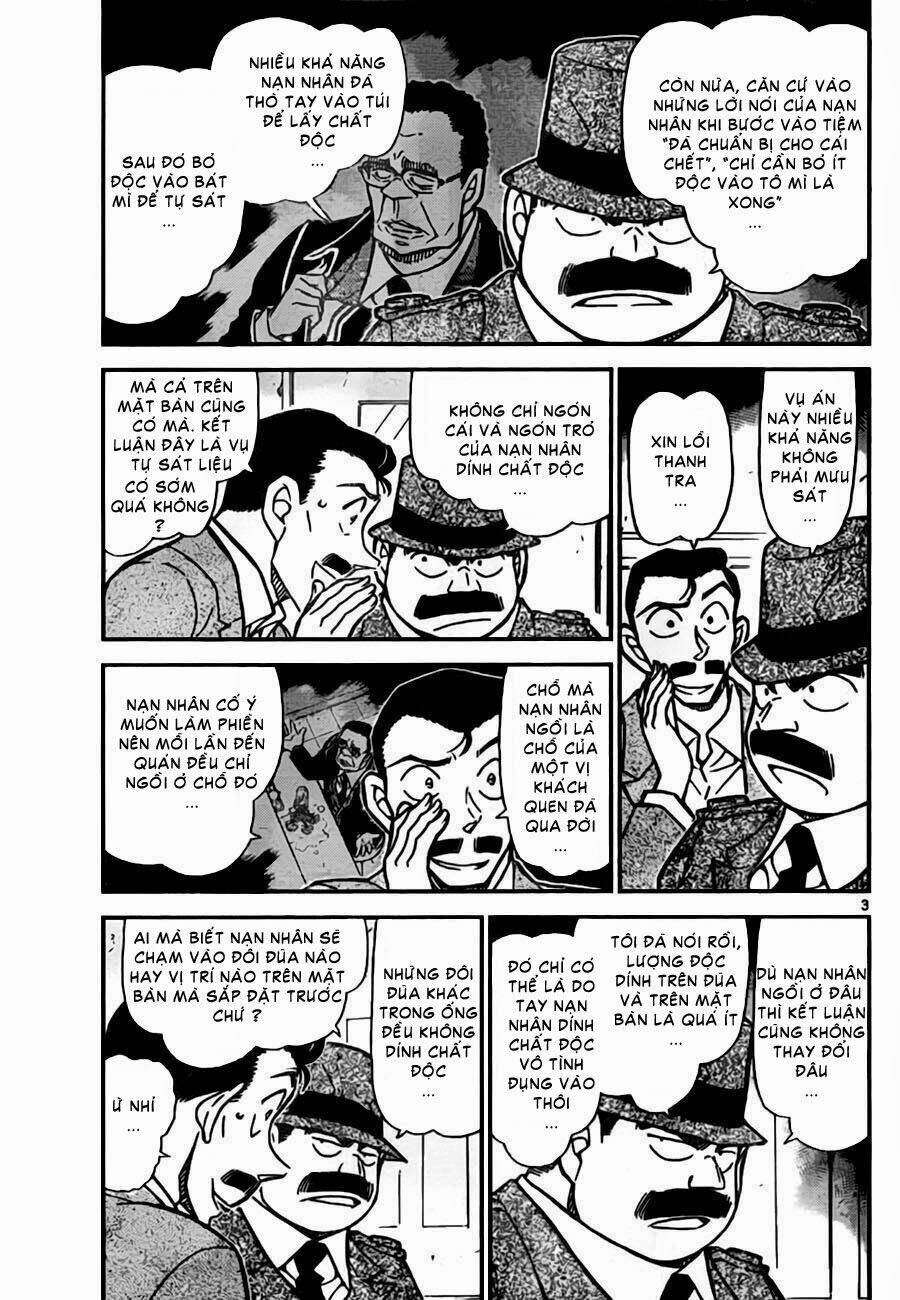 CÒN NỮA, CĂN CỨ VÀO
NHỮNG LỜI NÓI CỦA NẠN
NHÂN KHI BƯỚC VÀO TIỆM
"ĐÃ CHUẨN BỊ CHO CÁI
CHẾT", "CHỈ CẦN BỎ ÍT
ĐỘC VÀO TÔ MÌ LÀ
XONG"
...
NHIỀU KHẢ NĂNG
NẠN NHÂN ĐÃ
THÒ TAY VÀO TÚI
ĐỂ LẤY CHẤT
ĐỘC
...
SAU ĐÓ BỎ
ĐỘC VÀO BÁT
MÌ ĐỂ TỰ SÁT
...
VỤ ÁN
NÀY NHIỀU
KHẢ NĂNG
KHÔNG
PHẢI MƯU
SÁT
...
XIN LỖI
THANH
TRA
...
KHÔNG CHỈ NGÓN
CÁI VÀ NGÓN TRỎ
CỦA NẠN NHÂN
DÍNH CHẤT ĐỘC
...
MÀ CẢ TRÊN
MẶT BÀN CŨNG
CÓ MÀ. KẾT
LUẬN ĐÂY LÀ VỤ
TỰ SÁT LIỆU
CÓ SỚM
QUÁ KHÔNG
?
CHỖ MÀ
NẠN NHÂN
NGỒI LÀ
CHỖ CỦA
MỘT VỊ
KHÁCH
QUEN ĐÃ
QUA ĐỜI
...
NẠN NHÂN CỐ Ý
MUỐN LÀM PHIỀN
NÊN MỖI LẦN ĐẾN
QUÁN ĐỀU CHỈ
NGỒI Ở CHỖ ĐÓ
...
3
DÙ NẠN NHÂN
NGỒI Ở ĐÂU
THÌ KẾT LUẬN
CŨNG KHÔNG
THAY ĐỔI
ĐÂU
...
TÔI ĐÃ NÓI RỒI,
LƯỢNG ĐỘC
DÍNH TRÊN ĐŨA
VÀ TRÊN MẶT
BÀN LÀ QUÁ ÍT
...
ĐÓ CHỈ CÓ
THỂ LÀ DO
TAY NẠN
NHÂN DÍNH
CHẤT ĐỘC
VÔ TÌNH
ĐỤNG VÀO
THÔI
...
NHỮNG ĐÔI
ĐŨA KHÁC
TRONG ỐNG
ĐỀU KHÔNG
DÍNH CHẤT
ĐỘC
...
AI MÀ BIẾT NẠN NHÂN SẼ
CHẠM VÀO ĐÔI ĐŨA NÀO
HAY VỊ TRÍ NÀO TRÊN MẶT
BÀN MÀ SẮP ĐẶT TRƯỚC
CHỨ ?
Ừ NHỈ
...